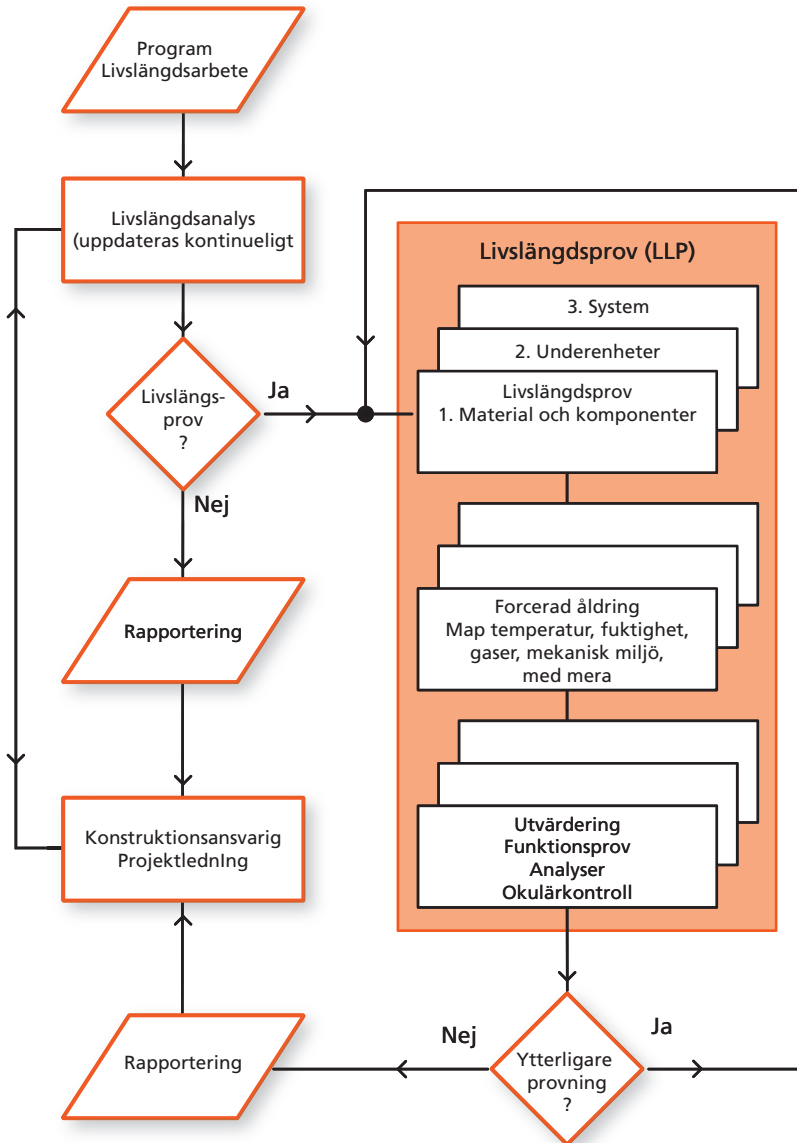 Program
Livslängdsarbete
Livslängdsanalys
(uppdateras kontinueligt
Livslängs-
prov
?
Ja
Nej
Rapportering
Konstruktionsansvarig
ProjektlednIng
Rapportering
Livslängdsprov (LLP)
3. System
2. Underenheter
Livslängdsprov
1. Material och komponenter
Forcerad åldring
Map temperatur, fuktighet,
gaser, mekanisk miljö,
med mera
Utvärdering
Funktionsprov
Analyser
Okulärkontroll
Nej
Ja
Ytterligare
provning
?